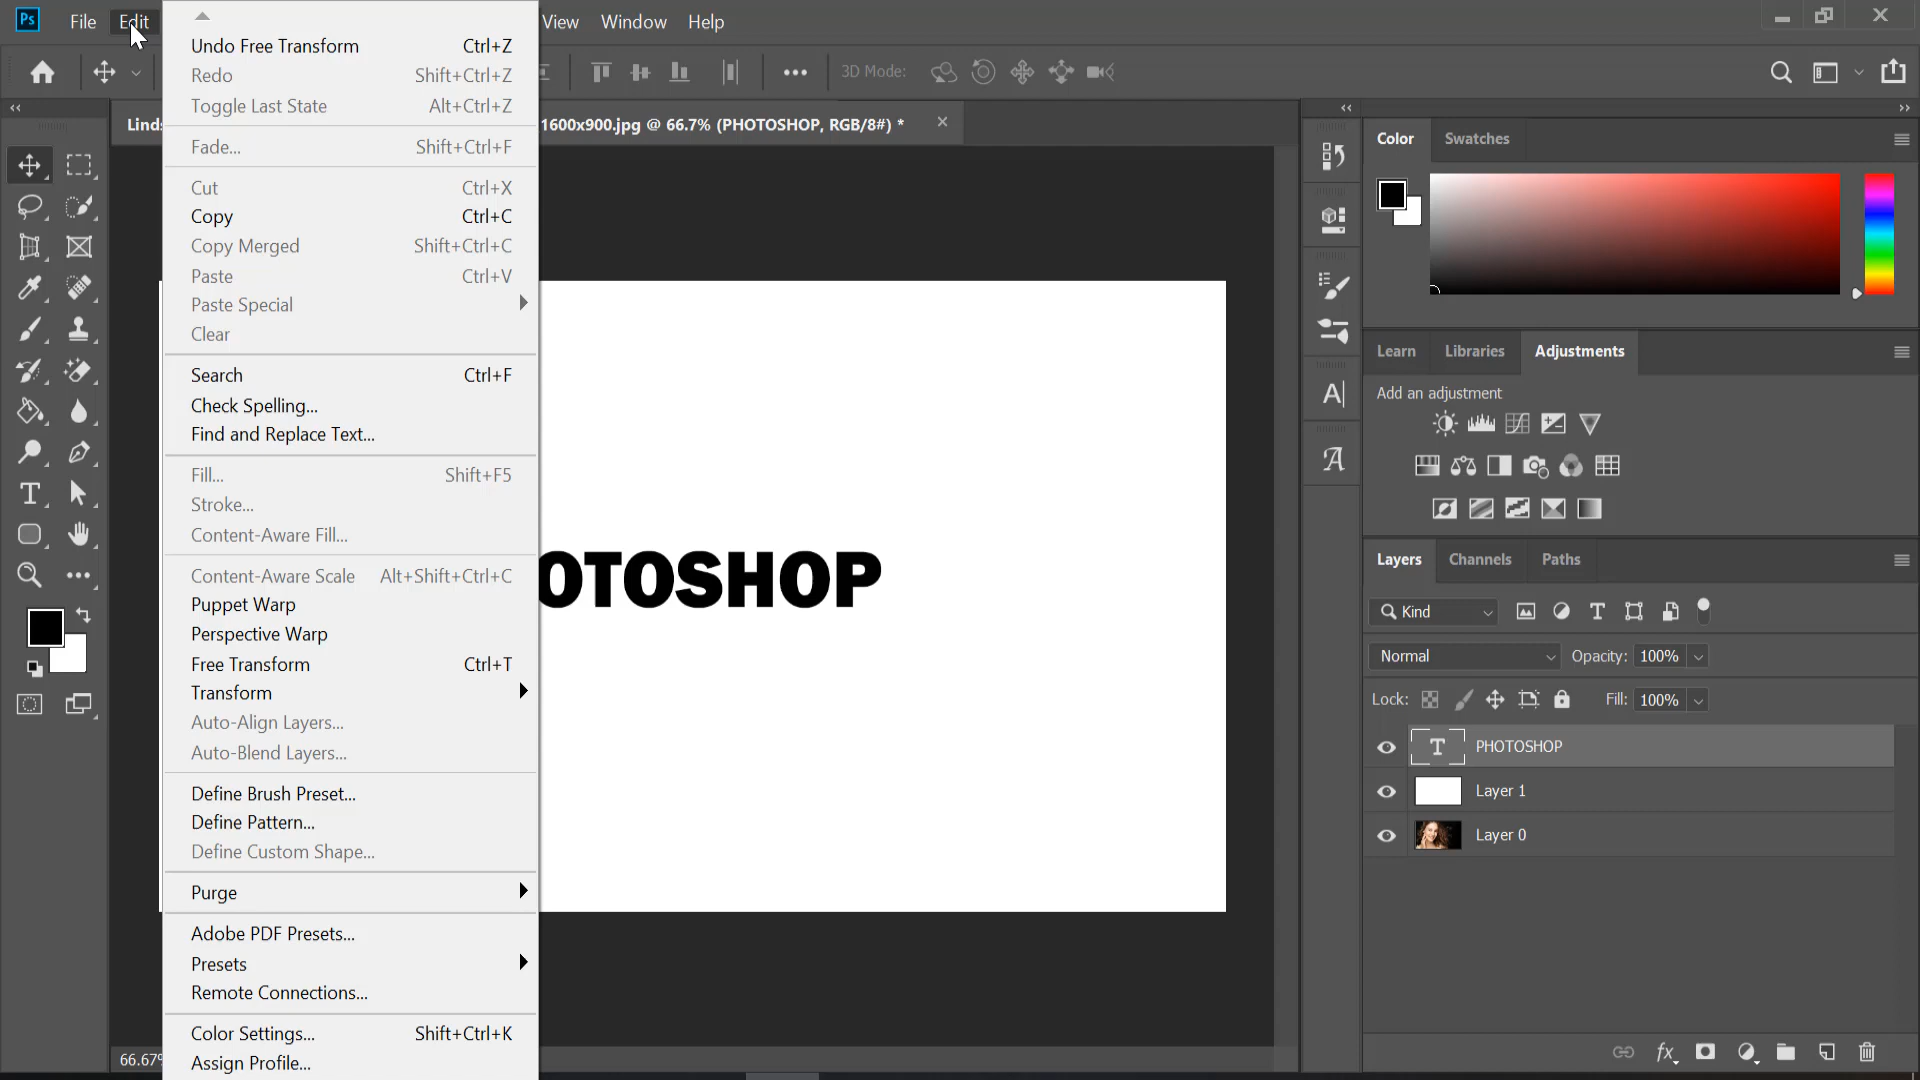 Ps File Edit View Window Help
3D Mode:
Linds 1600x900.jpg @ 66.7% (PHOTOSHOP, RGB/8#) *
Undo Free Transform Ctrl+Z
Redo Shift+Ctrl+Z
Toggle Last State Alt+Ctrl+Z
Fade... Shift+Ctrl+F
Cut Ctrl+X
Copy Ctrl+C
Copy Merged Shift+Ctrl+C
Paste Ctrl+V
Paste Special
Clear
Search Ctrl+F
Check Spelling...
Find and Replace Text...
Fill... Shift+F5
Stroke...
Content-Aware Fill...
Content-Aware Scale Alt+Shift+Ctrl+C
Puppet Warp
Perspective Warp
Free Transform Ctrl+T
Transform
Auto-Align Layers...
Auto-Blend Layers...
Define Brush Preset...
Define Pattern...
Define Custom Shape...
Purge
Adobe PDF Presets...
Presets
Remote Connections...
Color Settings... Shift+Ctrl+K
Assign Profile...
OTOSHOP
66.67%
Color Swatches
Learn Libraries Adjustments
Add an adjustment
Layers Channels Paths
Kind
Normal Opacity: 100%
Lock: Fill: 100%
PHOTOSHOP
Layer 1
Layer 0